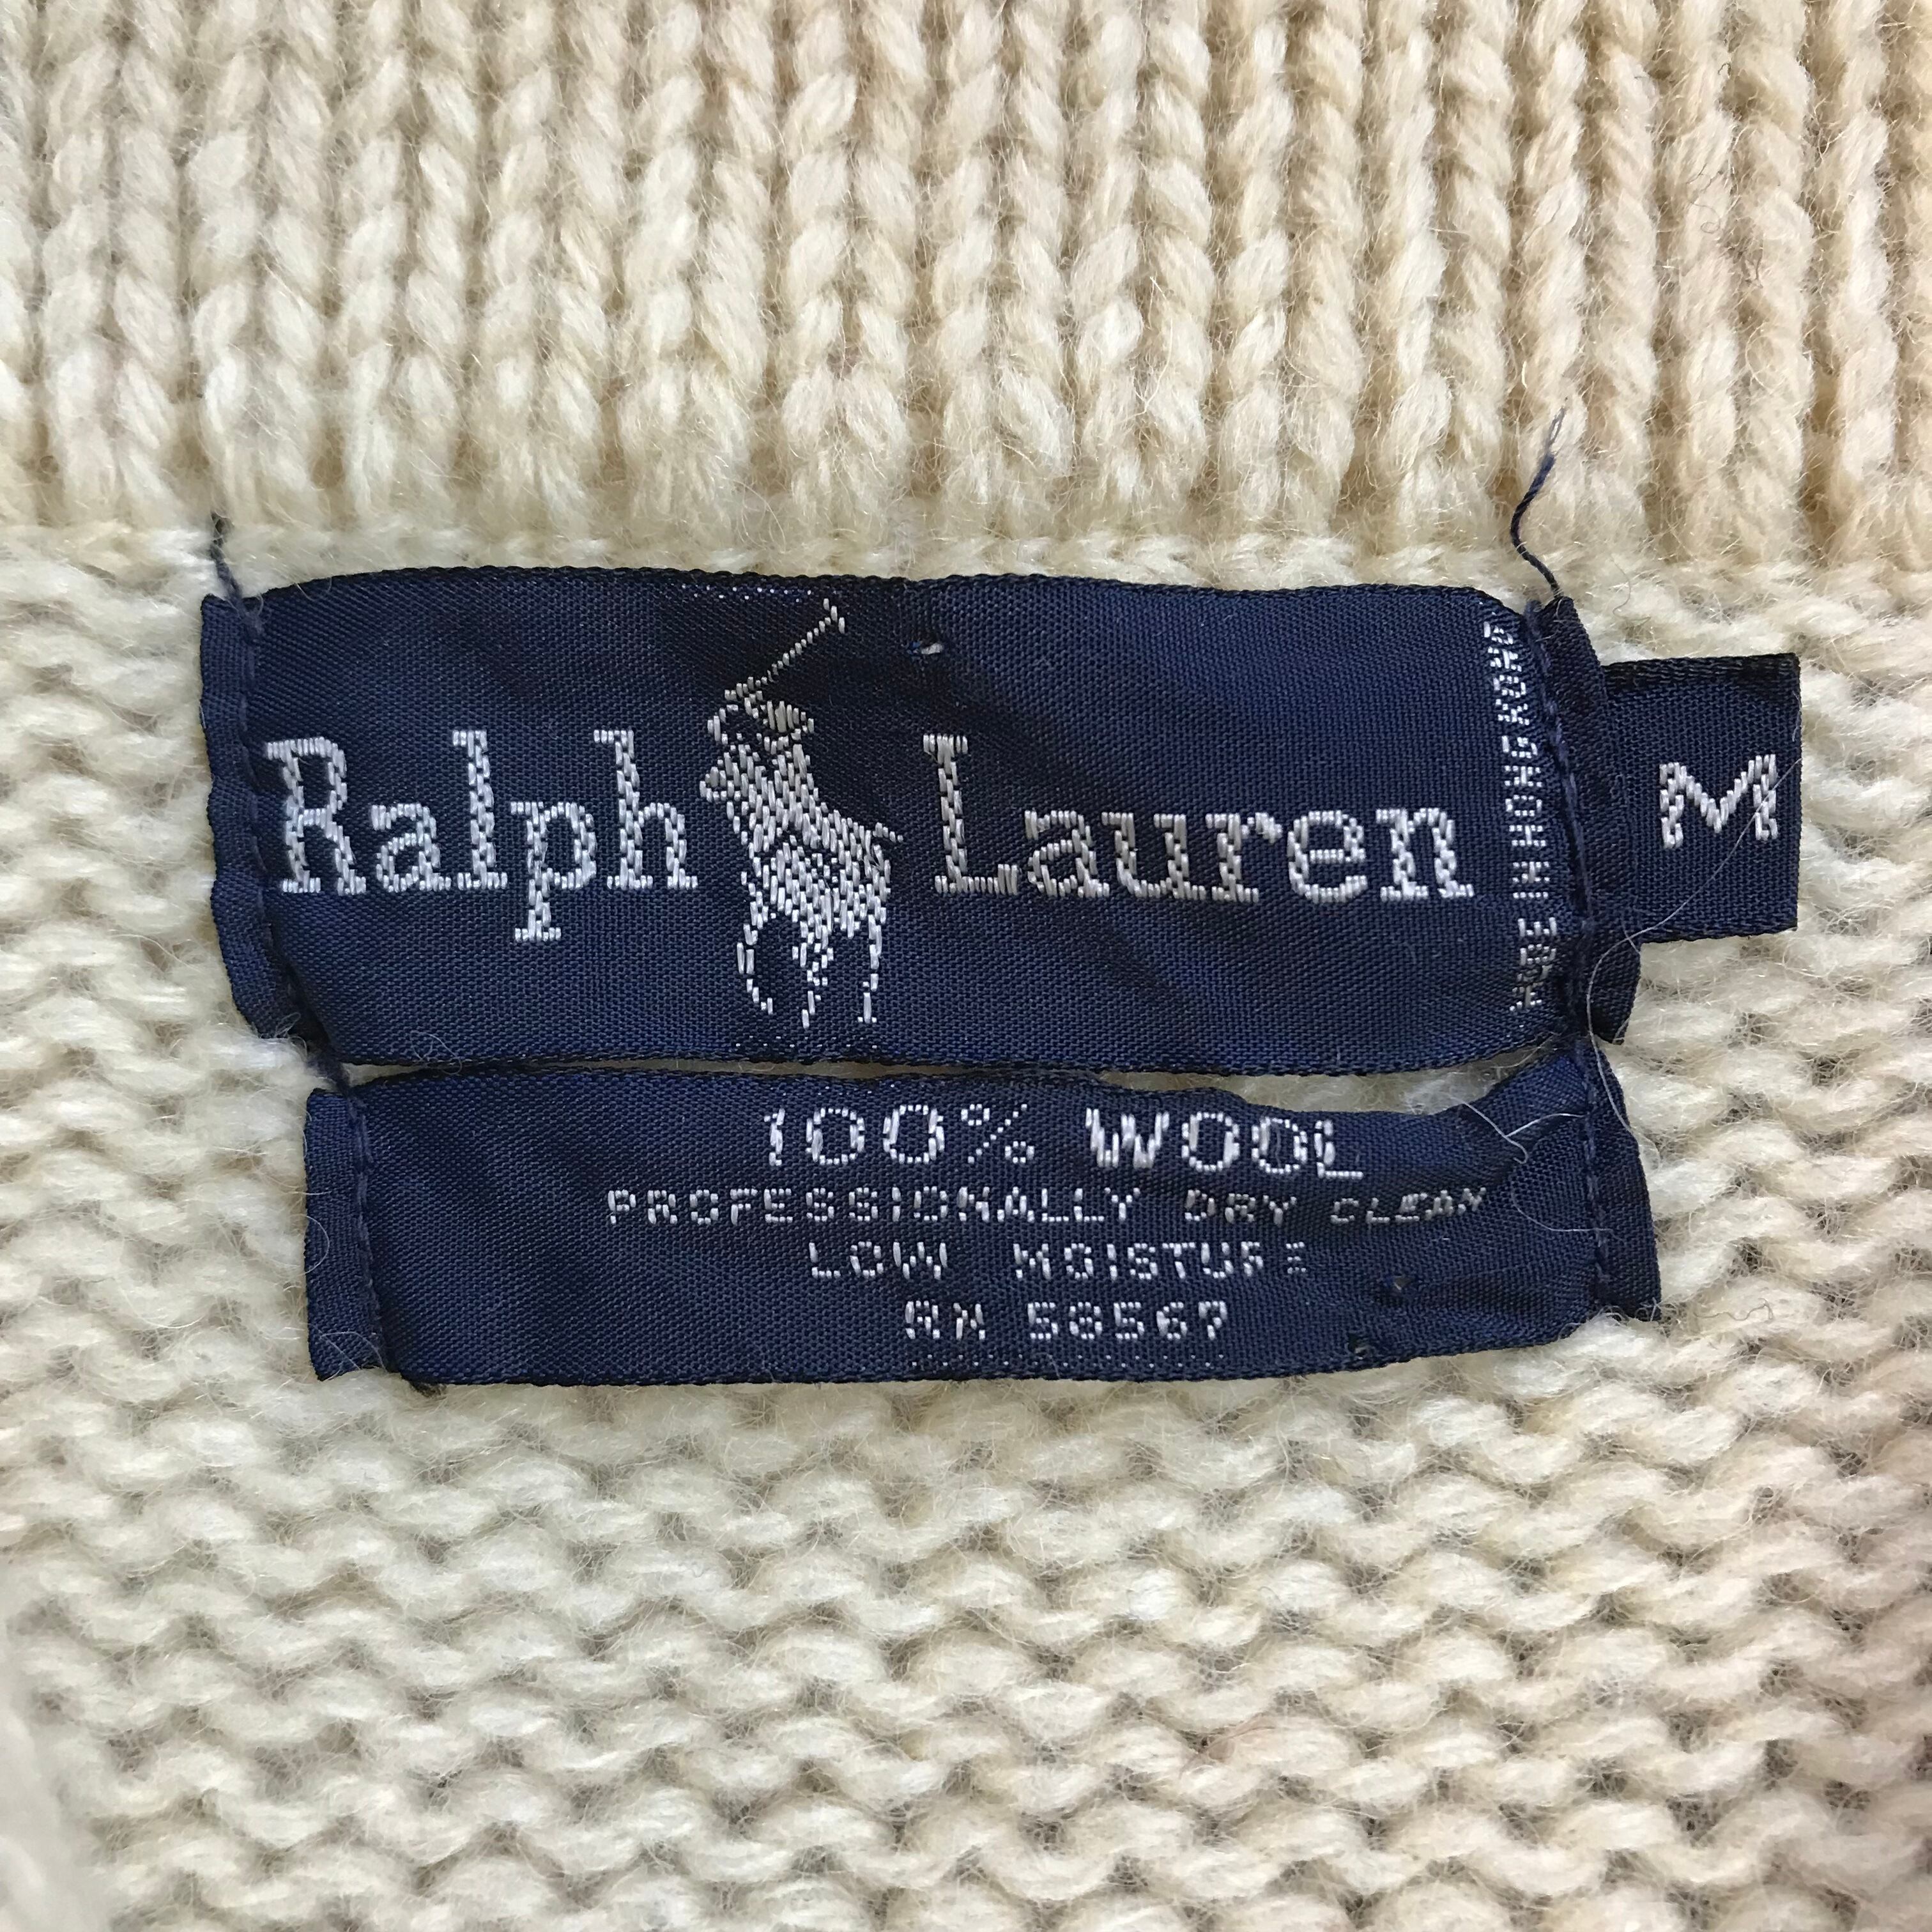 Ralph Lauren
MADE IN HONG KONG
M
100% WOOL
PROFESSIONALLY DRY CLEAN
LOW MOISTURE
RN 58567